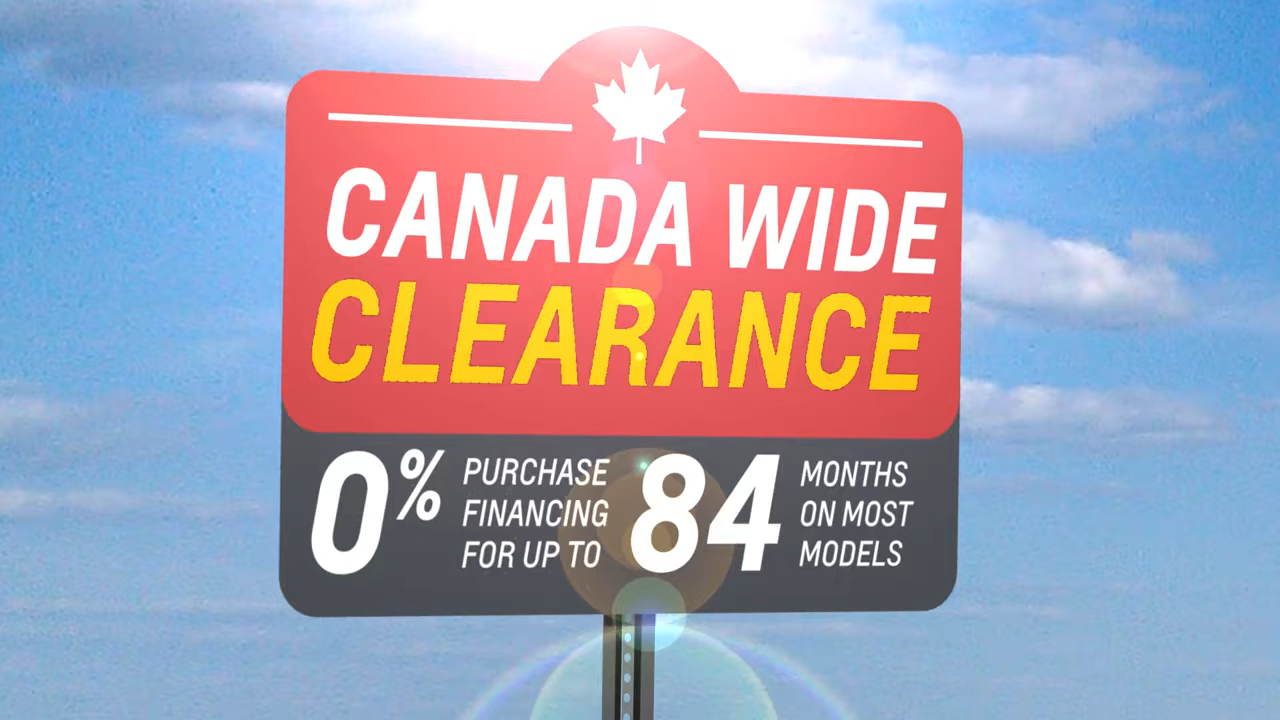 CANADA WIDE
CLEARANCE
0% PURCHASE FINANCING FOR UP TO 84 MONTHS ON MOST MODELS